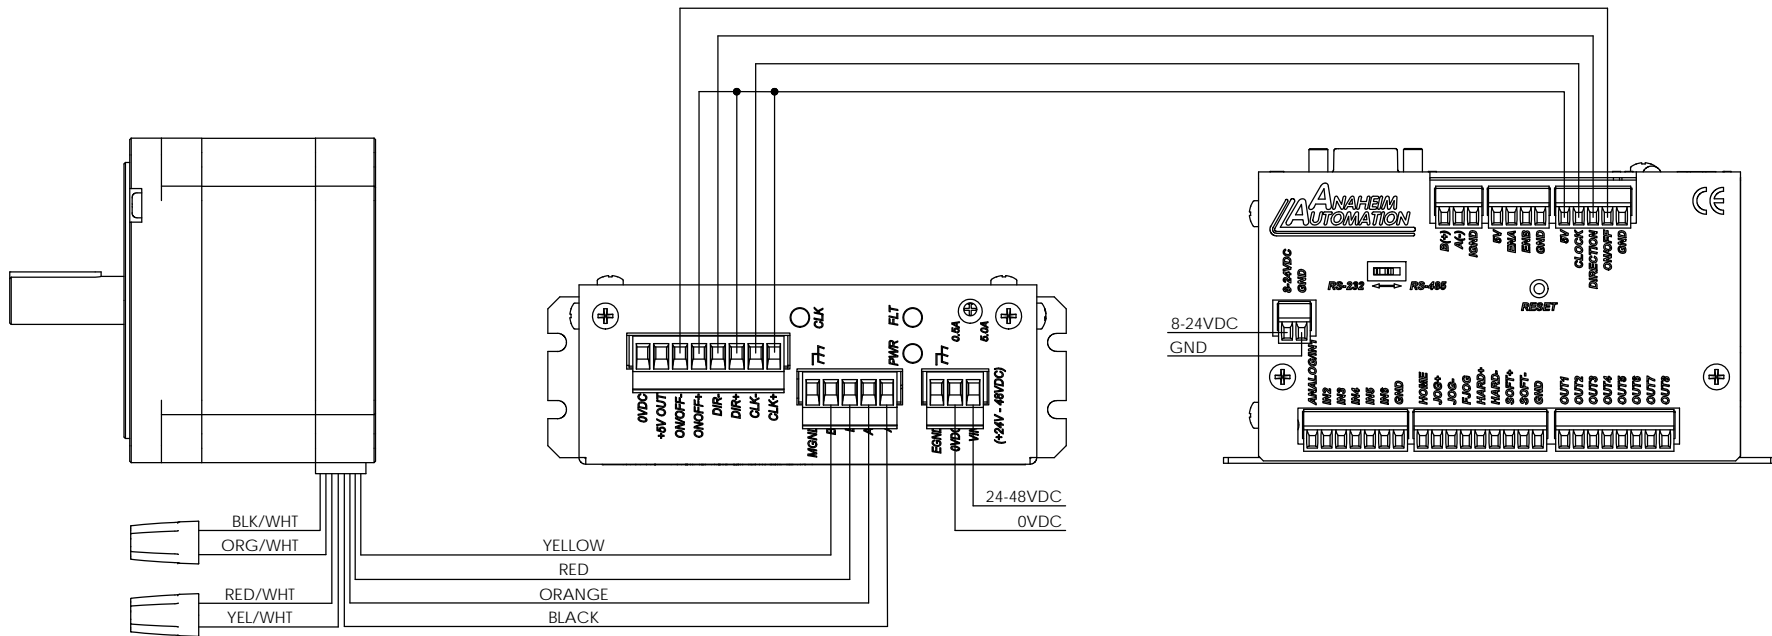 ANAHEIM
AUTOMATION
B(+)
A(-)
IGND
5V
ENA
ENB
GND
5V
CLOCK
DIRECTION
ON/OFF
GND
8-24VDC
GND
RS-232
RS-485
RESET
8-24VDC
GND
ANALOG/IN1
IN2
IN3
IN4
IN5
IN6
GND
HOME
JOG+
JOG-
FJOG
HARD+
HARD-
SOFT+
SOFT-
GND
OUT1
OUT2
OUT3
OUT4
OUT5
OUT6
OUT7
OUT8
CLK
FLT
PWR
0.5A
5.0A
0VDC
+5V OUT
ON/OFF-
ON/OFF+
DIR-
DIR+
CLK-
CLK+
MGND
EGND
0VDC
(+24V - 48VDC)
24-48VDC
0VDC
BLK/WHT
ORG/WHT
RED/WHT
YEL/WHT
YELLOW
RED
ORANGE
BLACK